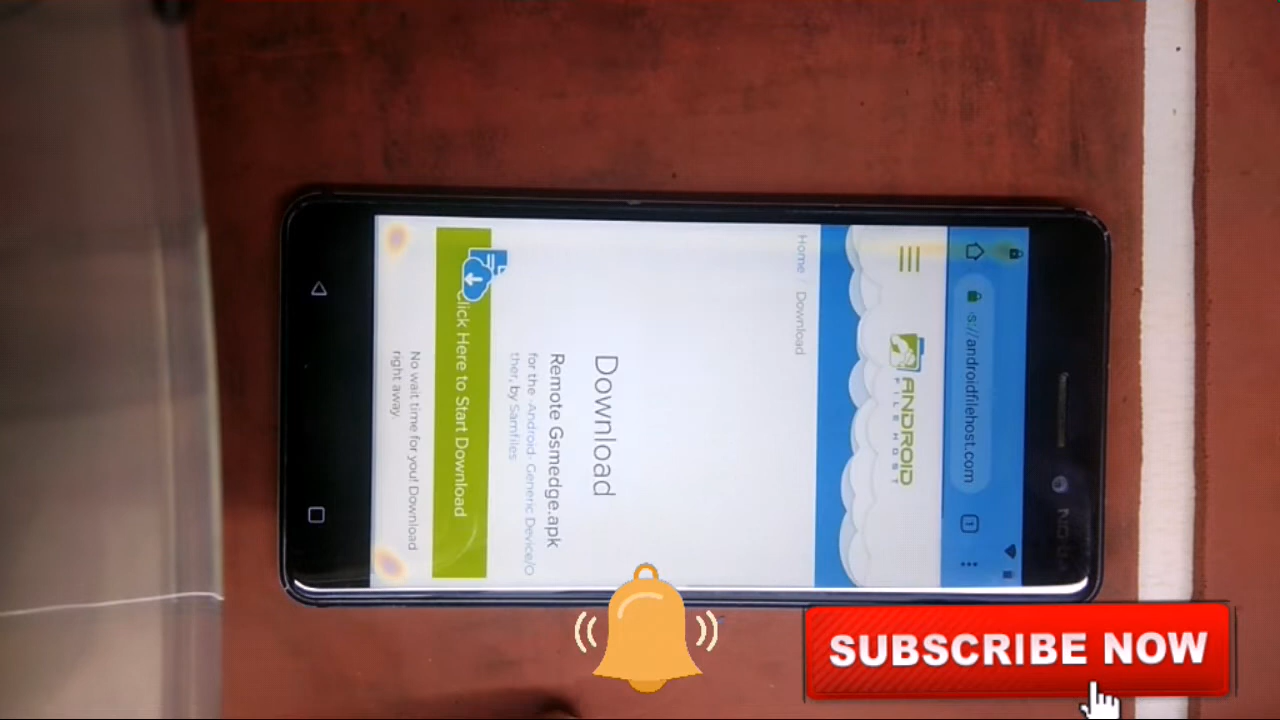 s://androidfilehost.com
1
ANDROID
FILE HOST
Home / Download
Download
Remote Gsmedge.apk
for the -Android- Generic Device/O
ther, by Samfiles
Click Here to Start Download
No wait time for you! Download
right away.
SUBSCRIBE NOW